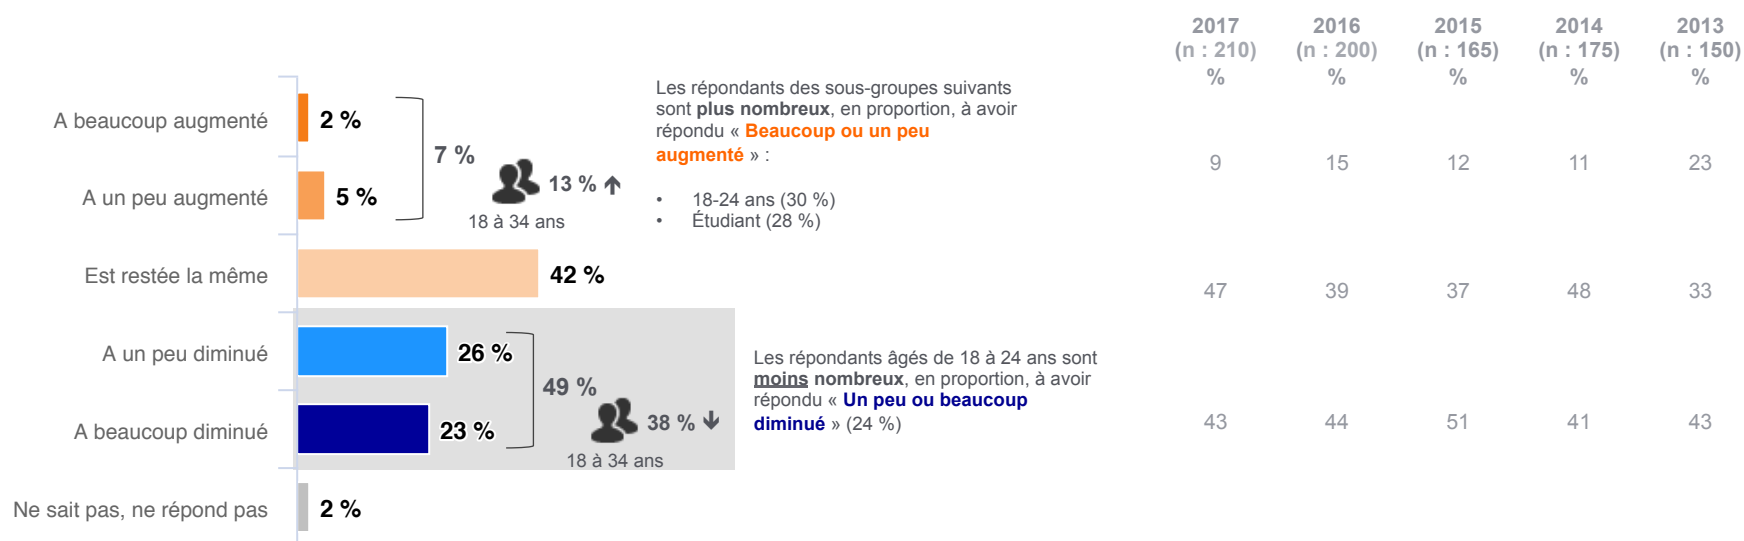 2017 2016 2015 2014 2013
(n : 210) (n : 200) (n : 165) (n : 175) (n : 150)
% % % % %
A beaucoup augmenté 2 %
A un peu augmenté 5 %
7 %
13 %
18 à 34 ans
Les répondants des sous-groupes suivants
sont plus nombreux, en proportion, à avoir
répondu « Beaucoup ou un peu
augmenté » :
• 18-24 ans (30 %)
• Étudiant (28 %)
9 15 12 11 23
Est restée la même 42 %
47 39 37 48 33
A un peu diminué 26 %
A beaucoup diminué 23 %
49 %
38 %
18 à 34 ans
Les répondants âgés de 18 à 24 ans sont
moins nombreux, en proportion, à avoir
répondu « Un peu ou beaucoup
diminué » (24 %)
43 44 51 41 43
Ne sait pas, ne répond pas 2 %